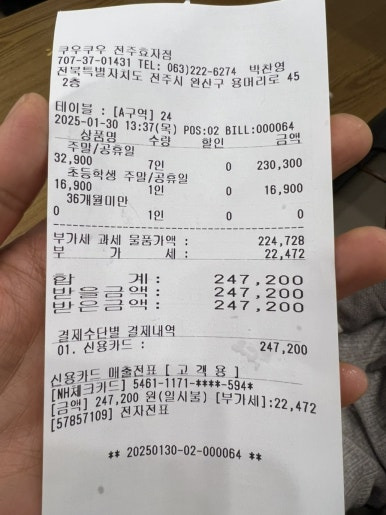 쿠우쿠우 전주효자점
707-37-01431 TEL: 063)222-6274 박찬영
전북특별자치도 전주시 완산구 용머리로 45
2층
테이블 : [A구역] 24
2025-01-30 13:37(목) POS:02 BILL:000064
상품명 수량 할인 금액
주말/공휴일
32,900 7인 0 230,300
초등학생 주말/공휴일
16,900 1인 0 16,900
36개월미만
0 1인 0 0
부가세 과세 물품가액 : 224,728
부 가 세 : 22,472
합 계 : 247,200
받을금액 : 247,200
받은금액 : 247,200
결제수단별 결제내역
01. 신용카드 : 247,200
신용카드 매출전표 [ 고 객 용 ]
[NH체크카드] 5461-1171-****-594*
[금액] 247,200 원(일시불) [부가세]:22,472
[57857109] 전자전표
** 20250130-02-000064 **